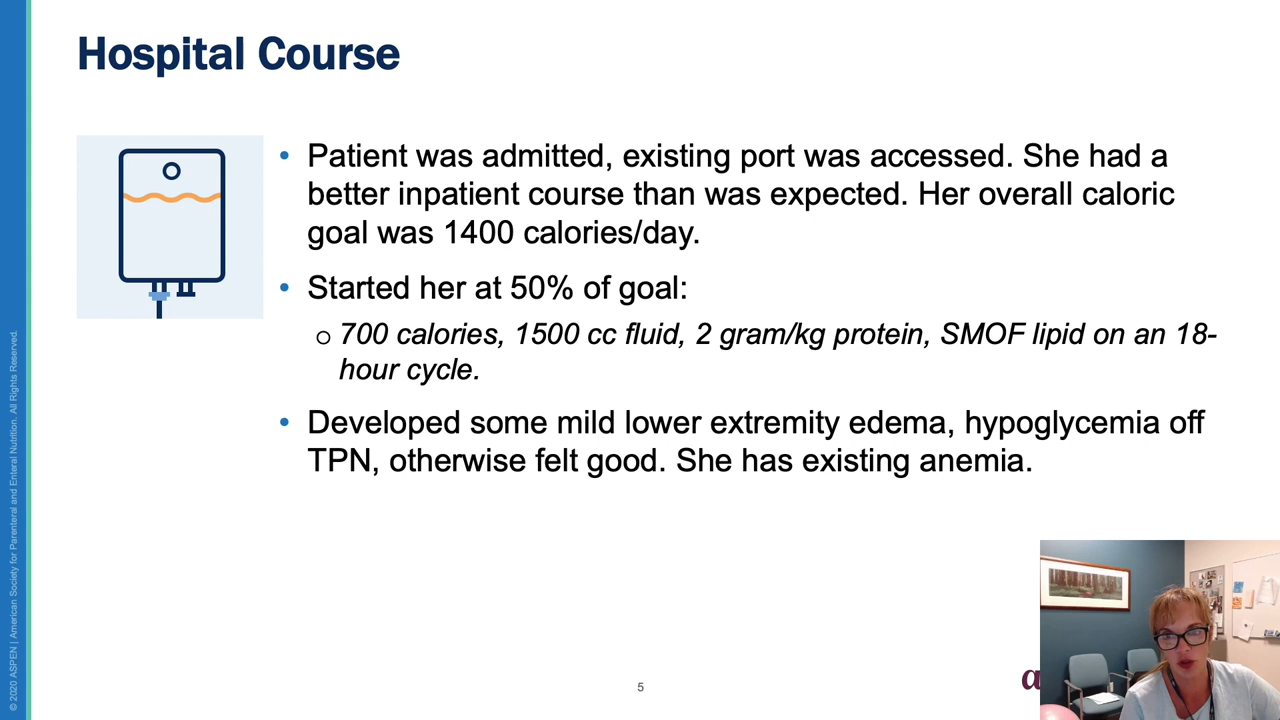 Hospital Course
• Patient was admitted, existing port was accessed. She had a
better inpatient course than was expected. Her overall caloric
goal was 1400 calories/day.
• Started her at 50% of goal:
o 700 calories, 1500 cc fluid, 2 gram/kg protein, SMOF lipid on an 18-
hour cycle.
• Developed some mild lower extremity edema, hypoglycemia off
TPN, otherwise felt good. She has existing anemia.
© 2020 ASPEN | American Society for Parenteral and Enteral Nutrition. All Rights Reserved.
5
a